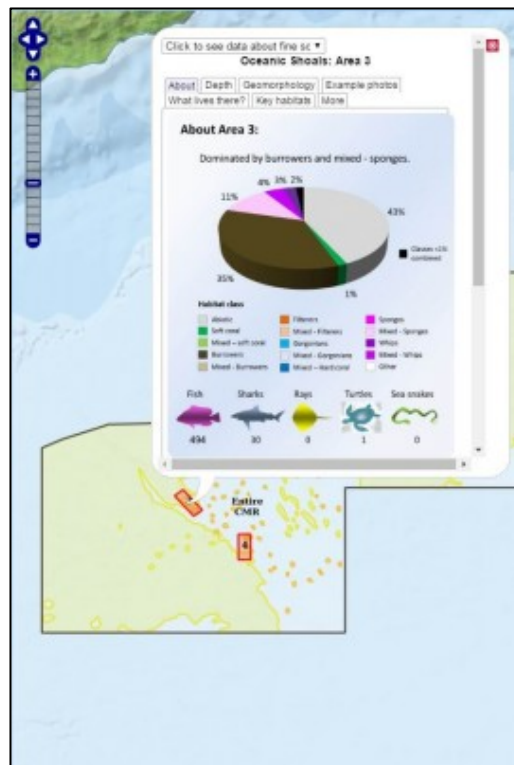 Click to see data about fine sc
Oceanic Shoals: Area 3
About Depth Geomorphology Example photos
What lives there? Key habitats More
About Area 3:
Dominated by burrowers and mixed - sponges.
4% 3% 2%
11%
43%
35%
1%
Classes <1% combined
Habitat class
Abiotic
Soft coral
Mixed - soft coral
Burrowers
Mixed - Burrowers
Filterers
Mixed - Filterers
Gorgonians
Mixed - Gorgonians
Mixed - Hard coral
Sponges
Mixed - Sponges
Whips
Mixed - Whips
Other
Fish Sharks Rays Turtles Sea snakes
494 30 0 1 0
Entire
CMR
4